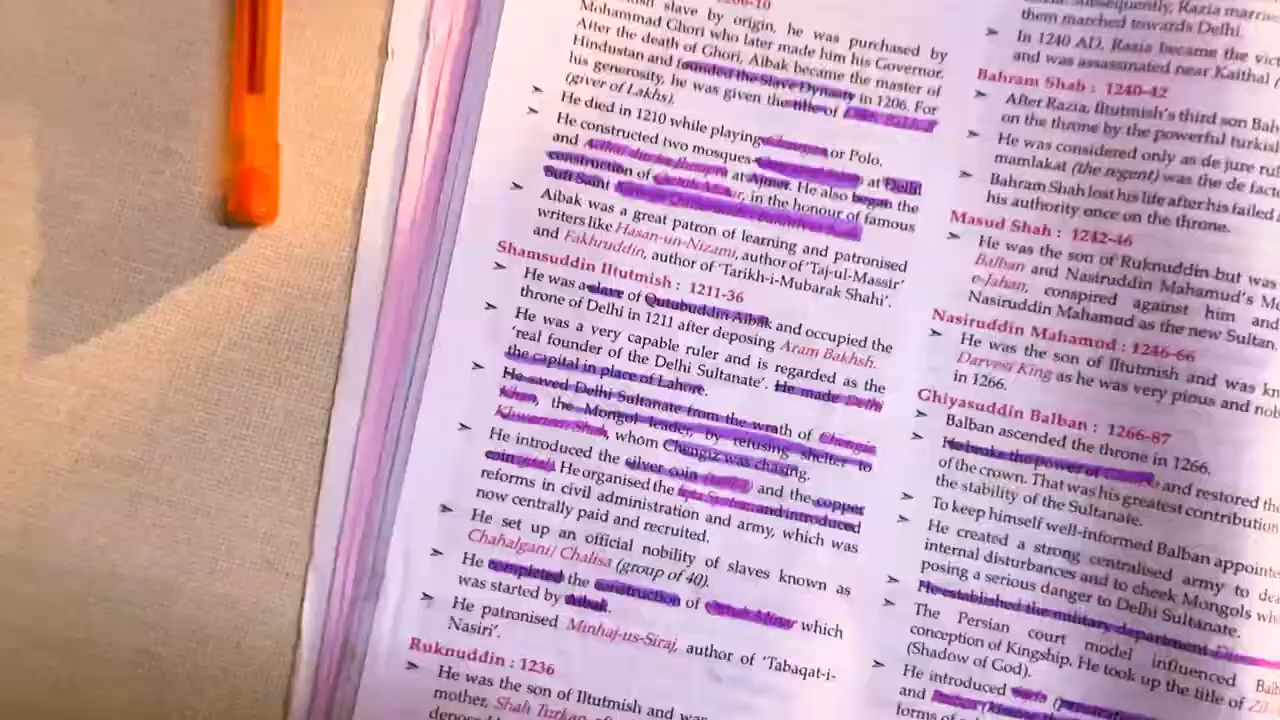 slave by origin, he was purchased by
Mohammad Ghori who later made him his Governor.
After the death of Ghori, Aibak became the master of
Hindustan and founded the Slave Dynasty in 1206. For
his generosity, he was given the title of
(giver of Lakhs).
➤ He died in 1210 while playing Chaugan or Polo.
➤ He constructed two mosques- at Delhi
and at Ajmer. He also began the
construction of Qutub Minar, in the honour of famous
Sufi Saint
➤ Aibak was a great patron of learning and patronised
writers like Hasan-un-Nizami, author of 'Taj-ul-Massir'
and Fakhruddin, author of 'Tarikh-i-Mubarak Shahi'.
Shamsuddin Iltutmish : 1211-36
➤ He was a slave of Qutubuddin Aibak and occupied the
throne of Delhi in 1211 after deposing Aram Bakhsh.
➤ He was a very capable ruler and is regarded as the
'real founder of the Delhi Sultanate'. He made Delhi
the capital in place of Lahore.
➤ He saved Delhi Sultanate from the wrath of Chengiz
Khan, the Mongol leader, by refusing shelter to
Khwarizm Shah, whom Chengiz was chasing.
➤ He introduced the silver coin and the copper
coin. He organised the Iqta System and introduced
reforms in civil administration and army, which was
now centrally paid and recruited.
➤ He set up an official nobility of slaves known as
Chahalgani/Chalisa (group of 40).
➤ He completed the construction of Qutub Minar which
was started by Aibak.
➤ He patronised Minhaj-us-Siraj, author of 'Tabaqat-i-
Nasiri'.
Ruknuddin : 1236
➤ He was the son of Iltutmish and was
mother, Shah Turkan,
Subsequently, Razia
them marched towards Delhi.
➤ In 1240 AD, Razia became the
and was assassinated near Kaithal
Bahram Shah : 1240-42
➤ After Razia, Iltutmish's third son
on the throne by the powerful
➤ He was considered only as de jure
mamlakat (the regent) was the de
➤ Bahram Shah lost his life after his failed
his authority once on the throne.
Masud Shah : 1242-46
➤ He was the son of Ruknuddin but was
Balban and Nasiruddin Mahamud's
e-Jahan, conspired against him and
Nasiruddin Mahamud as the new Sultan.
Nasiruddin Mahamud : 1246-66
➤ He was the son of Iltutmish and was
Darvesi King as he was very pious and
in 1266.
Ghiyasuddin Balban : 1266-87
➤ Balban ascended the throne in 1266.
➤ He broke the power of and restored
of the crown. That was his greatest contribution
the stability of the Sultanate.
➤ To keep himself well-informed Balban
➤ He created a strong centralised army to
internal disturbances and to check Mongols
posing a serious danger to Delhi Sultanate.
➤ He established the military department
➤ The Persian court model influenced
conception of Kingship. He took up the title of
(Shadow of God).
➤ He introduced
and
forms of